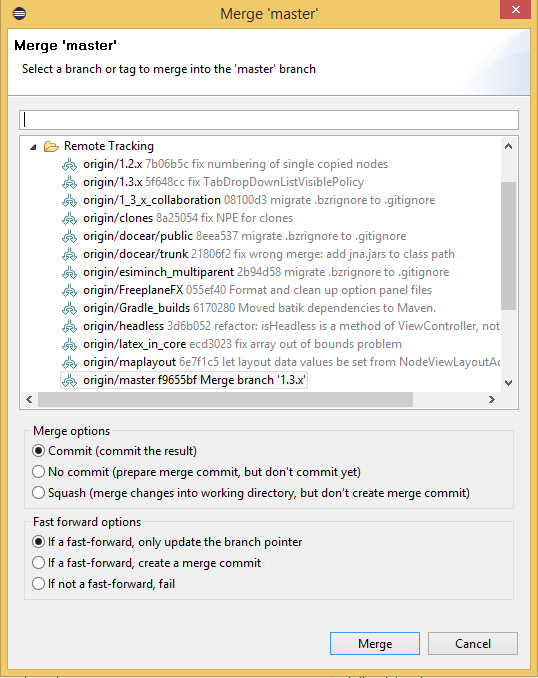 Merge 'master'
Merge 'master'
Select a branch or tag to merge into the 'master' branch
Remote Tracking
origin/1.2.x 7b06b5c fix numbering of single copied nodes
origin/1.3.x 5f648cc fix TabDropDownListVisiblePolicy
origin/1_3_x_collaboration 08100d3 migrate .bzrignore to .gitignore
origin/clones 8a25054 fix NPE for clones
origin/docear/public 8eea537 migrate .bzrignore to .gitignore
origin/docear/trunk 21806f2 fix wrong merge: add jna.jars to class path
origin/esiminch_multiparent 2b94d58 migrate .bzrignore to .gitignore
origin/FreeplaneFX 055ef40 Format and clean up option panel files
origin/Gradle_builds 6170280 Moved batik dependencies to Maven.
origin/headless 3d6b052 refactor: isHeadless is a method of ViewController, not
origin/latex_in_core ecd3023 fix array out of bounds problem
origin/maplayout 6e7f1c5 let layout data values be set from NodeViewLayoutAc
origin/master f9655bf Merge branch '1.3.x'
Merge options
Commit (commit the result)
No commit (prepare merge commit, but don't commit yet)
Squash (merge changes into working directory, but don't create merge commit)
Fast forward options
If a fast-forward, only update the branch pointer
If a fast-forward, create a merge commit
If not a fast-forward, fail
Merge Cancel